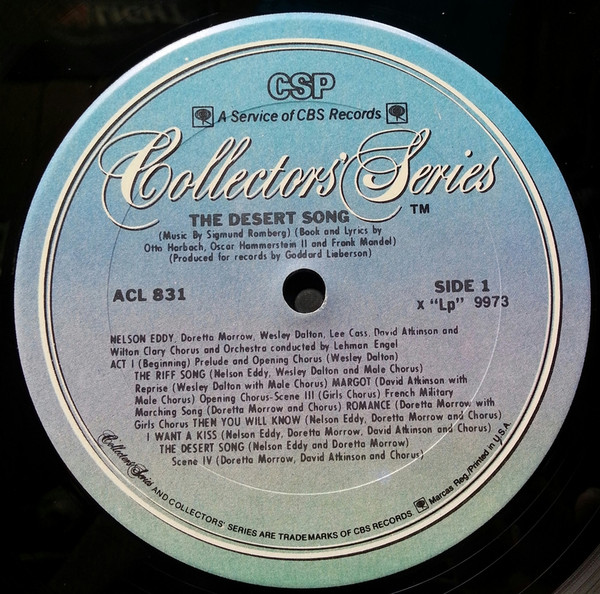 CSP
A Service of CBS Records
Collectors' Series
TM
THE DESERT SONG
(Music By Sigmund Romberg) (Book and Lyrics by
Otto Harbach, Oscar Hammerstein II and Frank Mandel)
(Produced for records by Goddard Lieberson)
ACL 831
SIDE 1
x "Lp" 9973
NELSON EDDY, Doretta Morrow, Wesley Dalton, Lee Cass, David Atkinson and
Wilton Clary Chorus and Orchestra conducted by Lehman Engel
ACT I (Beginning) Prelude and Opening Chorus (Wesley Dalton)
THE RIFF SONG (Nelson Eddy, Wesley Dalton and Male Chorus)
Reprise (Wesley Dalton with Male Chorus) MARGOT (David Atkinson with
Male Chorus) Opening Chorus-Scene III (Girls Chorus) French Military
Marching Song (Doretta Morrow and Chorus) ROMANCE (Doretta Morrow with
Girls Chorus THEN YOU WILL KNOW (Nelson Eddy, Doretta Morrow and Chorus)
I WANT A KISS (Nelson Eddy, Doretta Morrow, David Atkinson and Chorus)
THE DESERT SONG (Nelson Eddy and Doretta Morrow)
Scene IV (Doretta Morrow, David Atkinson and Chorus)
Collectors' Series AND COLLECTORS' SERIES ARE TRADEMARKS OF CBS RECORDS Marcas Reg./Printed in U.S.A.